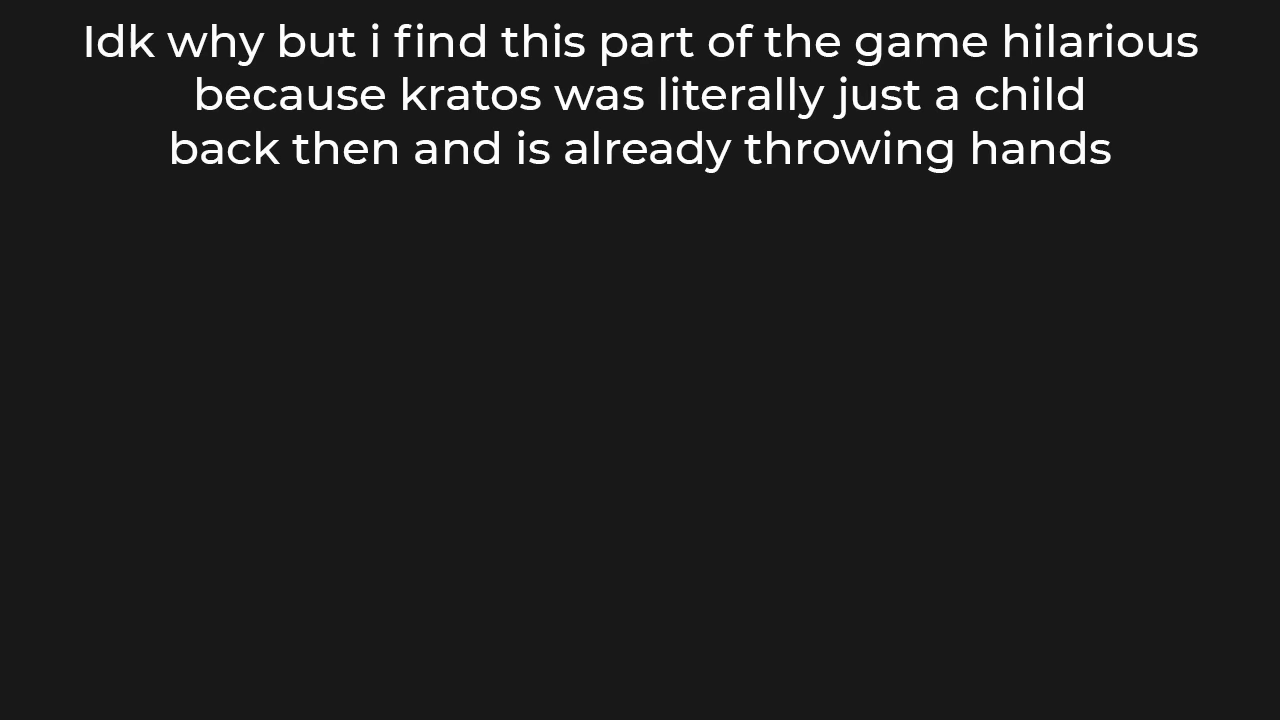 Idk why but i find this part of the game hilarious
because kratos was literally just a child
back then and is already throwing hands